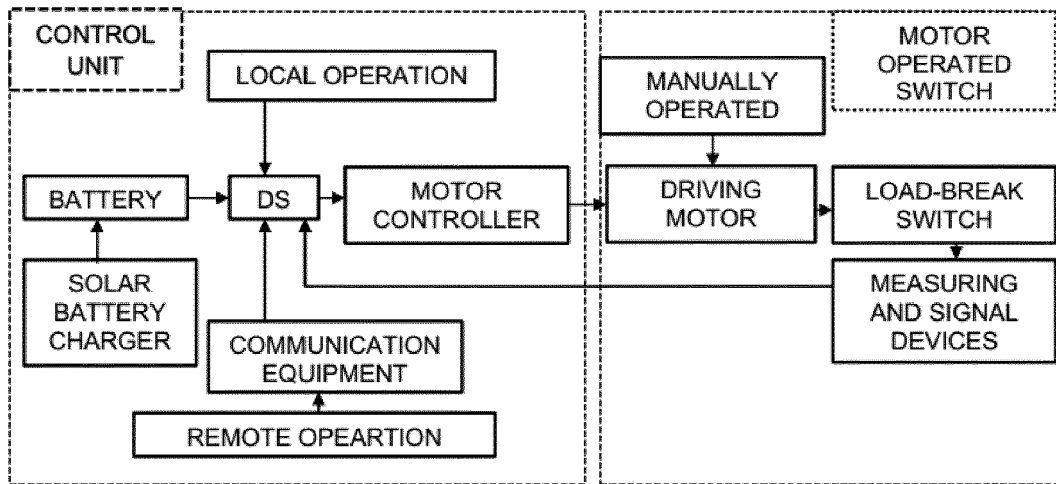 CONTROL
UNIT
LOCAL OPERATION
BATTERY
DS
MOTOR
CONTROLLER
SOLAR
BATTERY
CHARGER
COMMUNICATION
EQUIPMENT
REMOTE OPEARTION
MOTOR
OPERATED
SWITCH
MANUALLY
OPERATED
DRIVING
MOTOR
LOAD-BREAK
SWITCH
MEASURING
AND SIGNAL
DEVICES